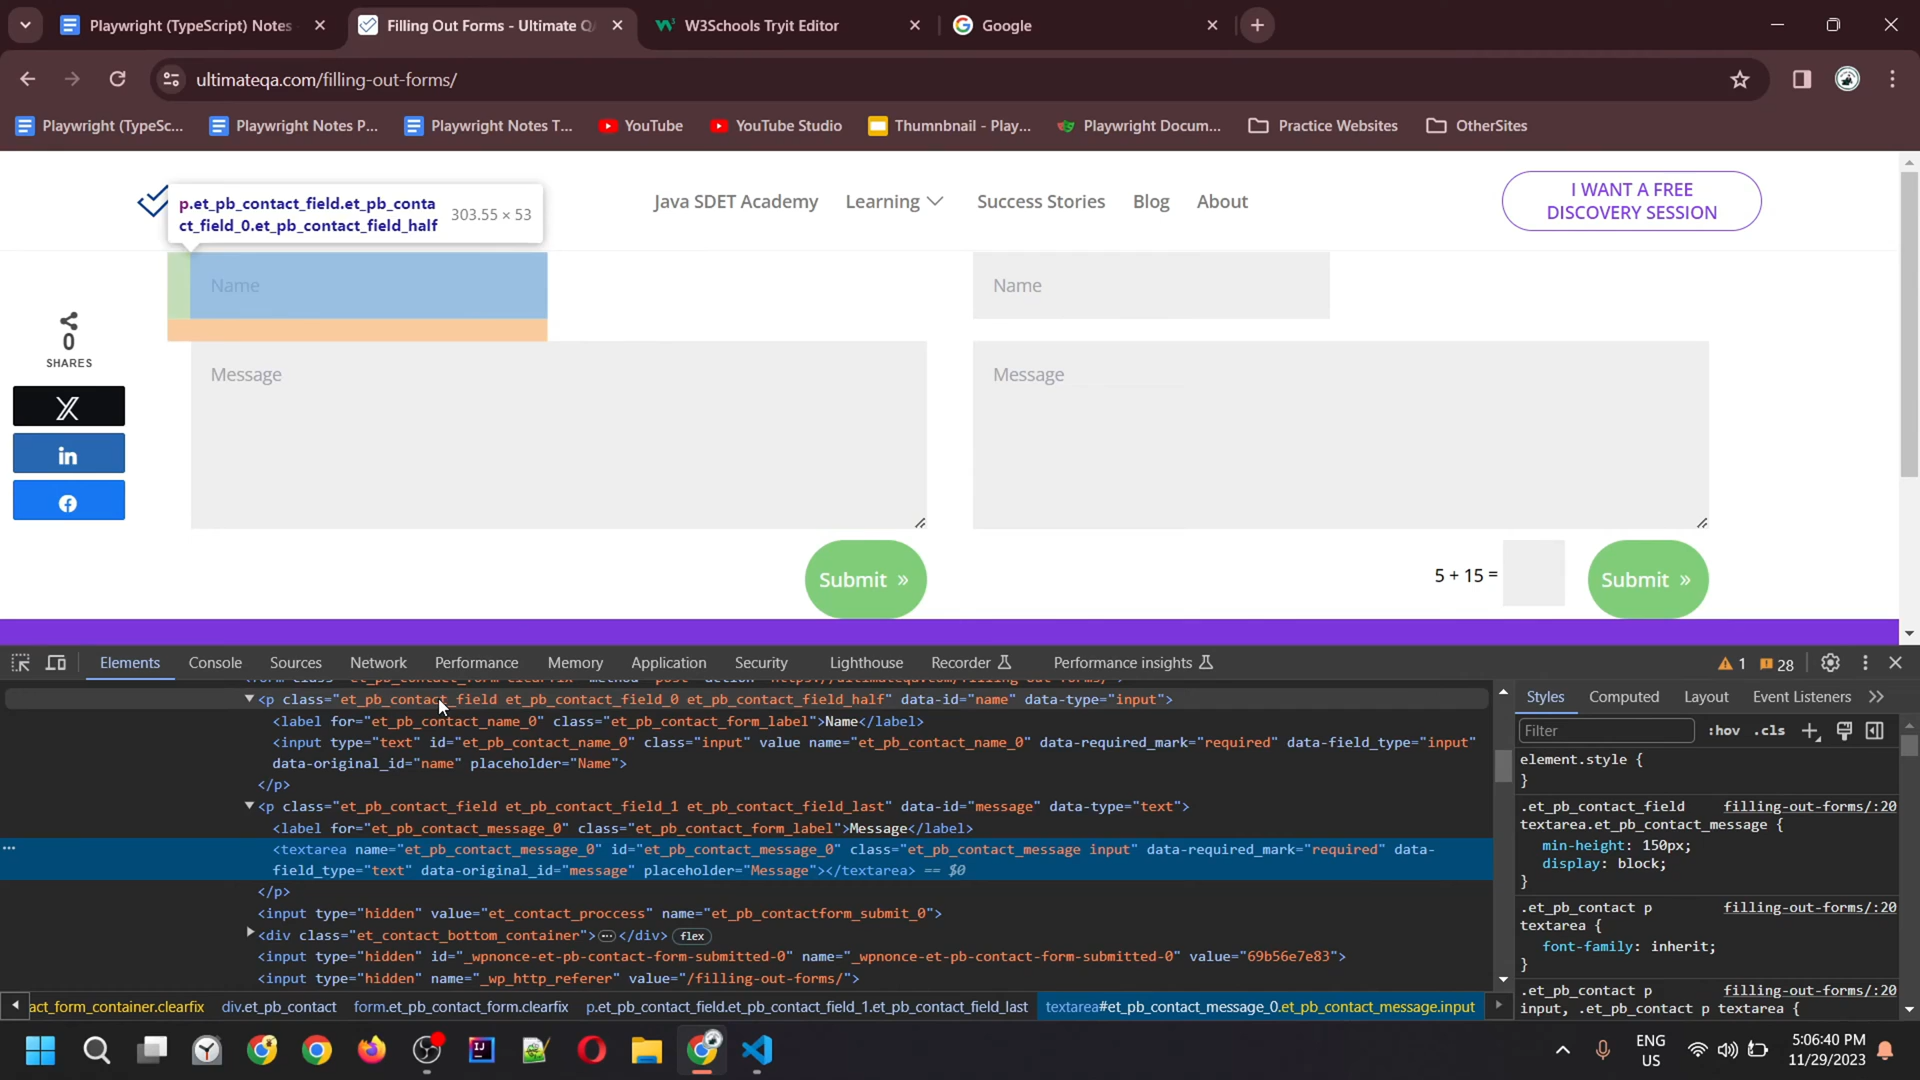 Playwright (TypeScript) Notes
Filling Out Forms - Ultimate Q
W3Schools Tryit Editor
Google
ultimateqa.com/filling-out-forms/
Playwright (TypeSc...
Playwright Notes P...
Playwright Notes T...
YouTube
YouTube Studio
Thumnbnail - Play...
Playwright Docum...
Practice Websites
OtherSites
p.et_pb_contact_field.et_pb_conta
ct_field_0.et_pb_contact_field_half
303.55 × 53
Java SDET Academy
Learning
Success Stories
Blog
About
I WANT A FREE
DISCOVERY SESSION
Name
Name
0
SHARES
Message
Message
Submit »
5 + 15 =
Submit »
Elements
Console
Sources
Network
Performance
Memory
Application
Security
Lighthouse
Recorder
Performance insights
1
28
<p class="et_pb_contact_field et_pb_contact_field_0 et_pb_contact_field_half" data-id="name" data-type="input">
<label for="et_pb_contact_name_0" class="et_pb_contact_form_label">Name</label>
<input type="text" id="et_pb_contact_name_0" class="input" value name="et_pb_contact_name_0" data-required_mark="required" data-field_type="input"
data-original_id="name" placeholder="Name">
</p>
<p class="et_pb_contact_field et_pb_contact_field_1 et_pb_contact_field_last" data-id="message" data-type="text">
<label for="et_pb_contact_message_0" class="et_pb_contact_form_label">Message</label>
<textarea name="et_pb_contact_message_0" id="et_pb_contact_message_0" class="et_pb_contact_message input" data-required_mark="required" data-
field_type="text" data-original_id="message" placeholder="Message"></textarea> == $0
</p>
<input type="hidden" value="et_contact_proccess" name="et_pb_contactform_submit_0">
<div class="et_contact_bottom_container">⋯</div> flex
<input type="hidden" id="_wpnonce-et-pb-contact-form-submitted-0" name="_wpnonce-et-pb-contact-form-submitted-0" value="69b56e7e83">
<input type="hidden" name="_wp_http_referer" value="/filling-out-forms/">
act_form_container.clearfix
div.et_pb_contact
form.et_pb_contact_form.clearfix
p.et_pb_contact_field.et_pb_contact_field_1.et_pb_contact_field_last
textarea#et_pb_contact_message_0.et_pb_contact_message.input
Styles
Computed
Layout
Event Listeners
Filter
:hov
.cls
element.style {
}
.et_pb_contact_field
filling-out-forms/:20
textarea.et_pb_contact_message {
min-height: 150px;
display: block;
}
.et_pb_contact p
filling-out-forms/:20
textarea {
font-family: inherit;
}
.et_pb_contact p
filling-out-forms/:20
input, .et_pb_contact p textarea {
ENG
US
5:06:40 PM
11/29/2023